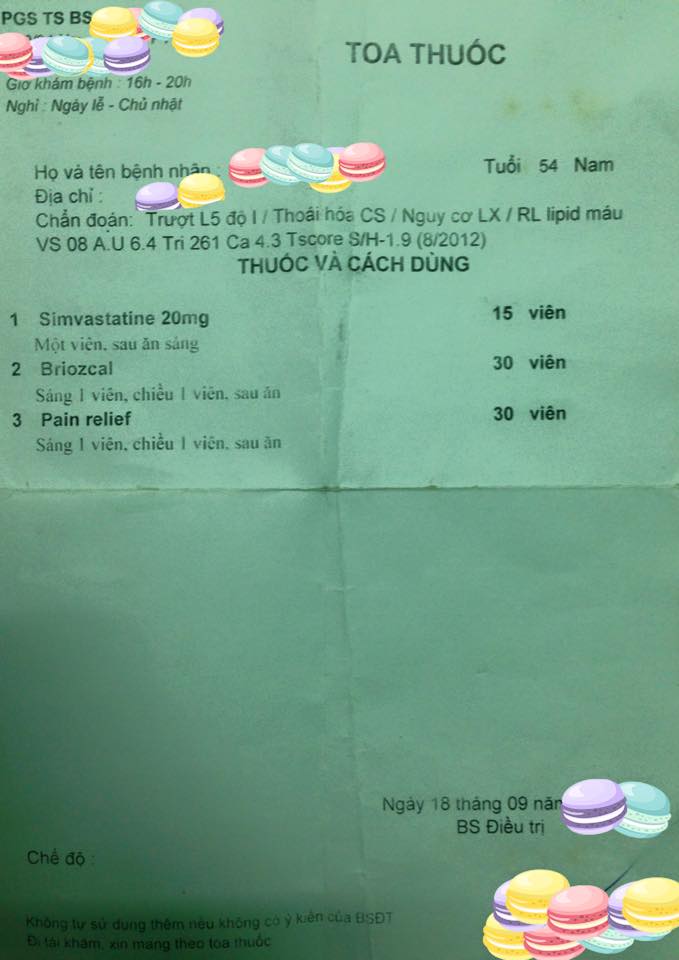 PGS TS BS
Giờ khám bệnh : 16h - 20h
Nghỉ : Ngày lễ - Chủ nhật
TOA THUỐC
Họ và tên bệnh nhân :
Tuổi 54 Nam
Địa chỉ :
Chẩn đoán: Trượt L5 độ I / Thoái hóa CS / Nguy cơ LX / RL lipid máu
VS 08 A.U 6.4 Tri 261 Ca 4.3 Tscore S/H-1.9 (8/2012)
THUỐC VÀ CÁCH DÙNG
1 Simvastatine 20mg 15 viên
Một viên, sau ăn sáng
2 Briozcal 30 viên
Sáng 1 viên, chiều 1 viên, sau ăn
3 Pain relief 30 viên
Sáng 1 viên, chiều 1 viên, sau ăn
Ngày 18 tháng 09 năm
BS Điều trị
Chế độ :
Không tự sử dụng thêm nếu không có ý kiến của BSĐT
Đi tái khám, xin mang theo toa thuốc